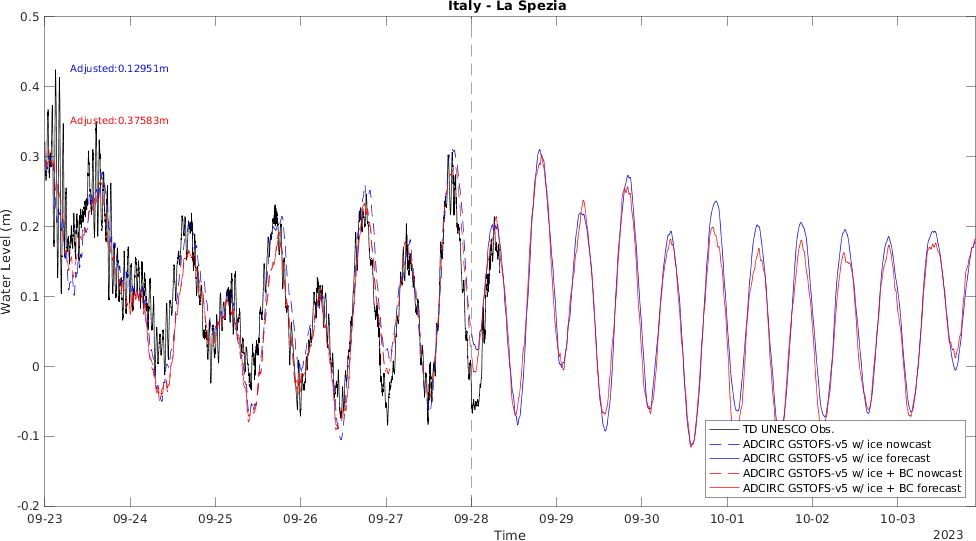 Italy - La Spezia
0.5
0.4
0.3
0.2
0.1
0
-0.1
-0.2
Water Level (m)
Adjusted:0.12951m
Adjusted:0.37583m
TD UNESCO Obs.
ADCIRC GSTOFS-v5 w/ ice nowcast
ADCIRC GSTOFS-v5 w/ ice forecast
ADCIRC GSTOFS-v5 w/ ice + BC nowcast
ADCIRC GSTOFS-v5 w/ ice + BC forecast
09-23 09-24 09-25 09-26 09-27 09-28 09-29 09-30 10-01 10-02 10-03
Time
2023